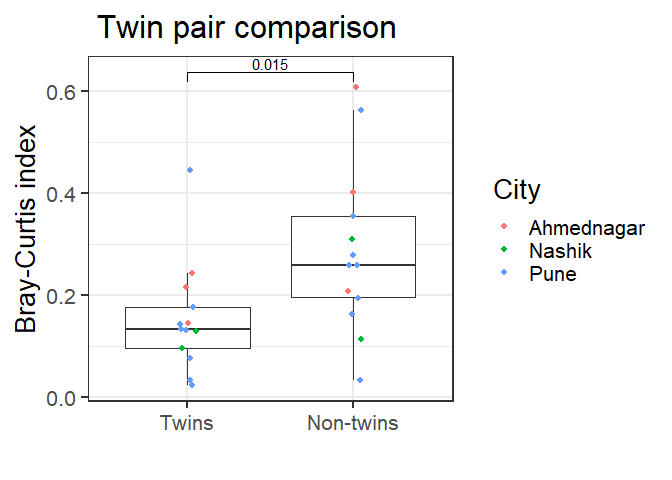 Twin pair comparison
0.015
Bray-Curtis index
0.6
0.4
0.2
0.0
Twins
Non-twins
City
Ahmednagar
Nashik
Pune